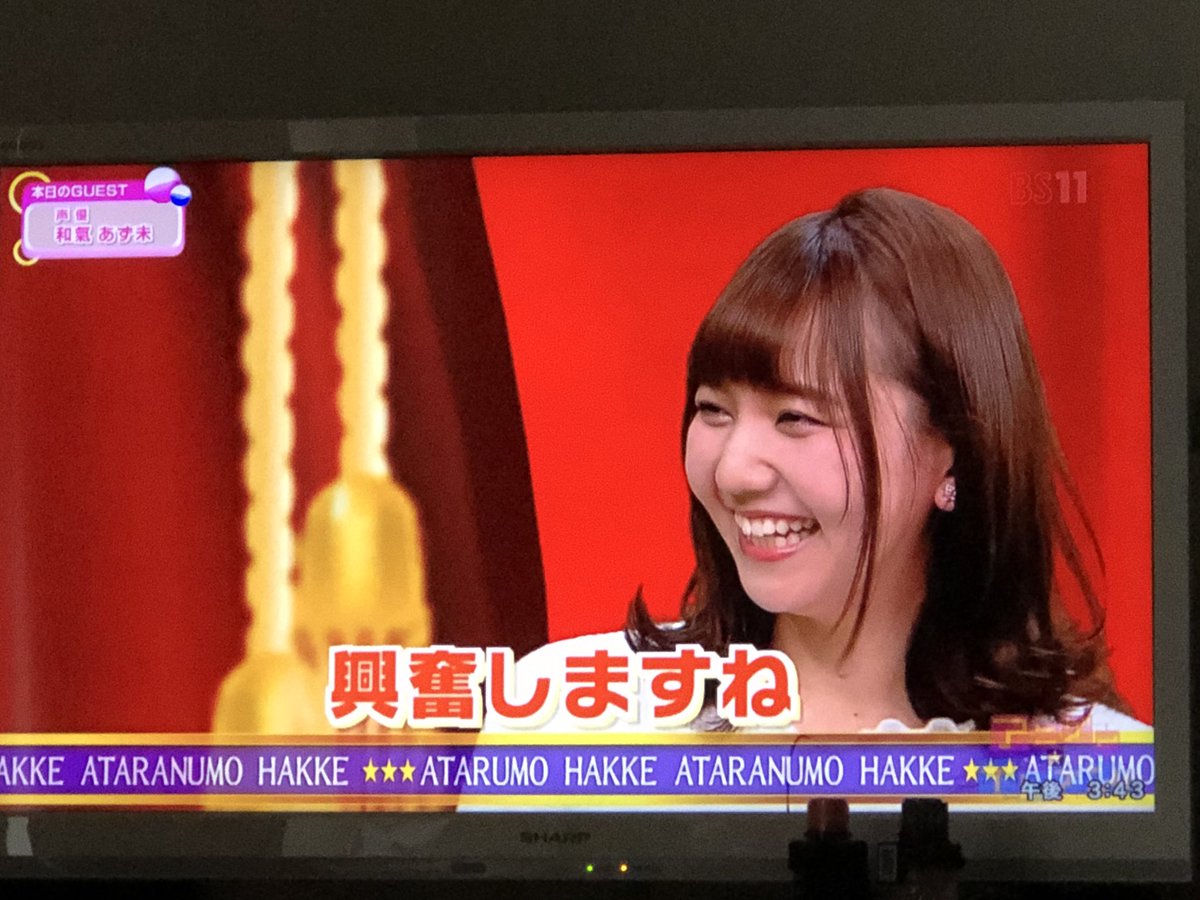 本日のGUEST
声優
和氣 あず未
BS11
興奮しますね
AKKE ATARANUMO HAKKE ★★★ ATARUMO HAKKE ATARANUMO HAKKE ★★★ ATARUMO
午後 3:43
SHARP